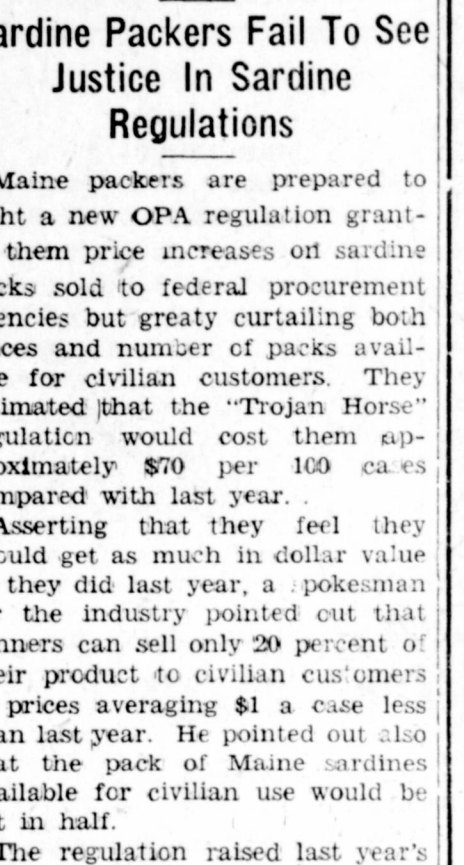 ardine Packers Fail To See
Justice In Sardine
Regulations
Maine packers are prepared to
ht a new OPA regulation grant-
them price increases on sardine
cks sold to federal procurement
encies but greaty curtailing both
ces and number of packs avail-
e for civilian customers. They
imated that the "Trojan Horse"
gulation would cost them ap-
oximately $70 per 100 cases
mpared with last year.
Asserting that they feel they
ould get as much in dollar value
they did last year, a spokesman
the industry pointed out that
nners can sell only 20 percent of
eir product to civilian customers
prices averaging $1 a case less
an last year. He pointed out also
at the pack of Maine sardines
ailable for civilian use would be
t in half.
The regulation raised last year's